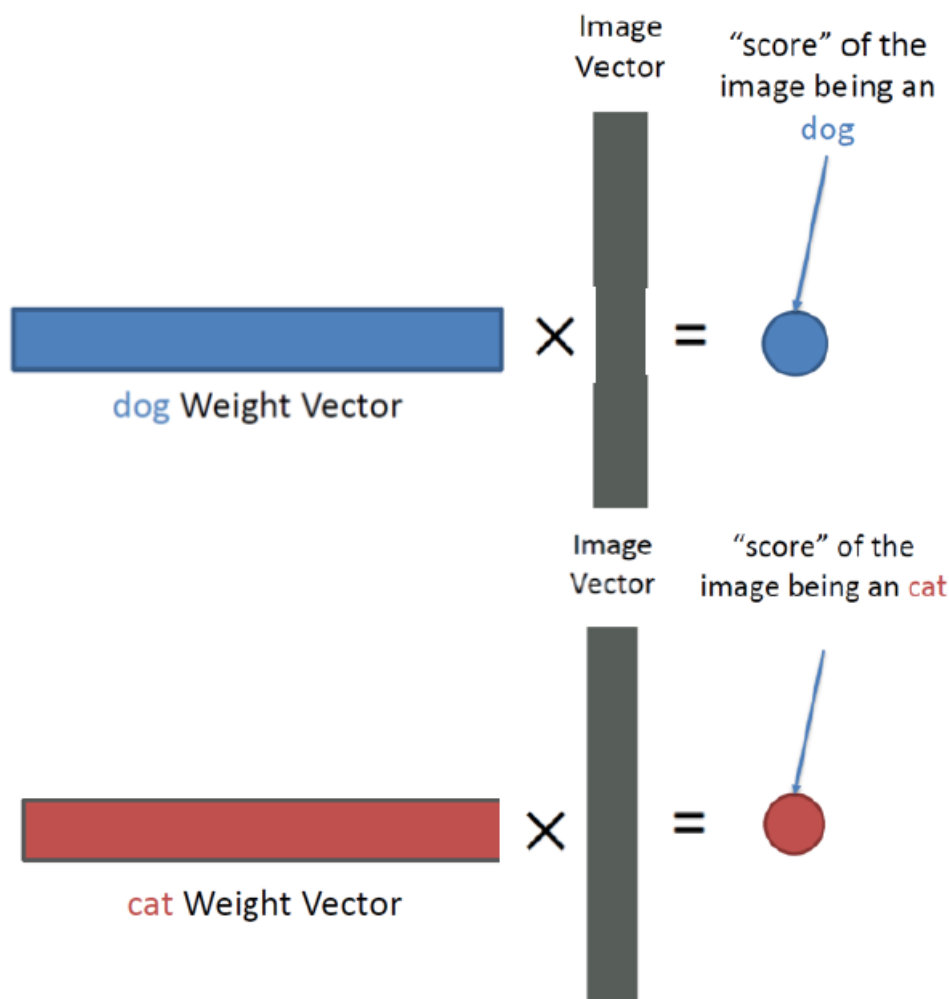 Image
Vector
“score” of the
image being an
dog
×
=
dog Weight Vector
Image
Vector
“score” of the
image being an cat
×
=
cat Weight Vector